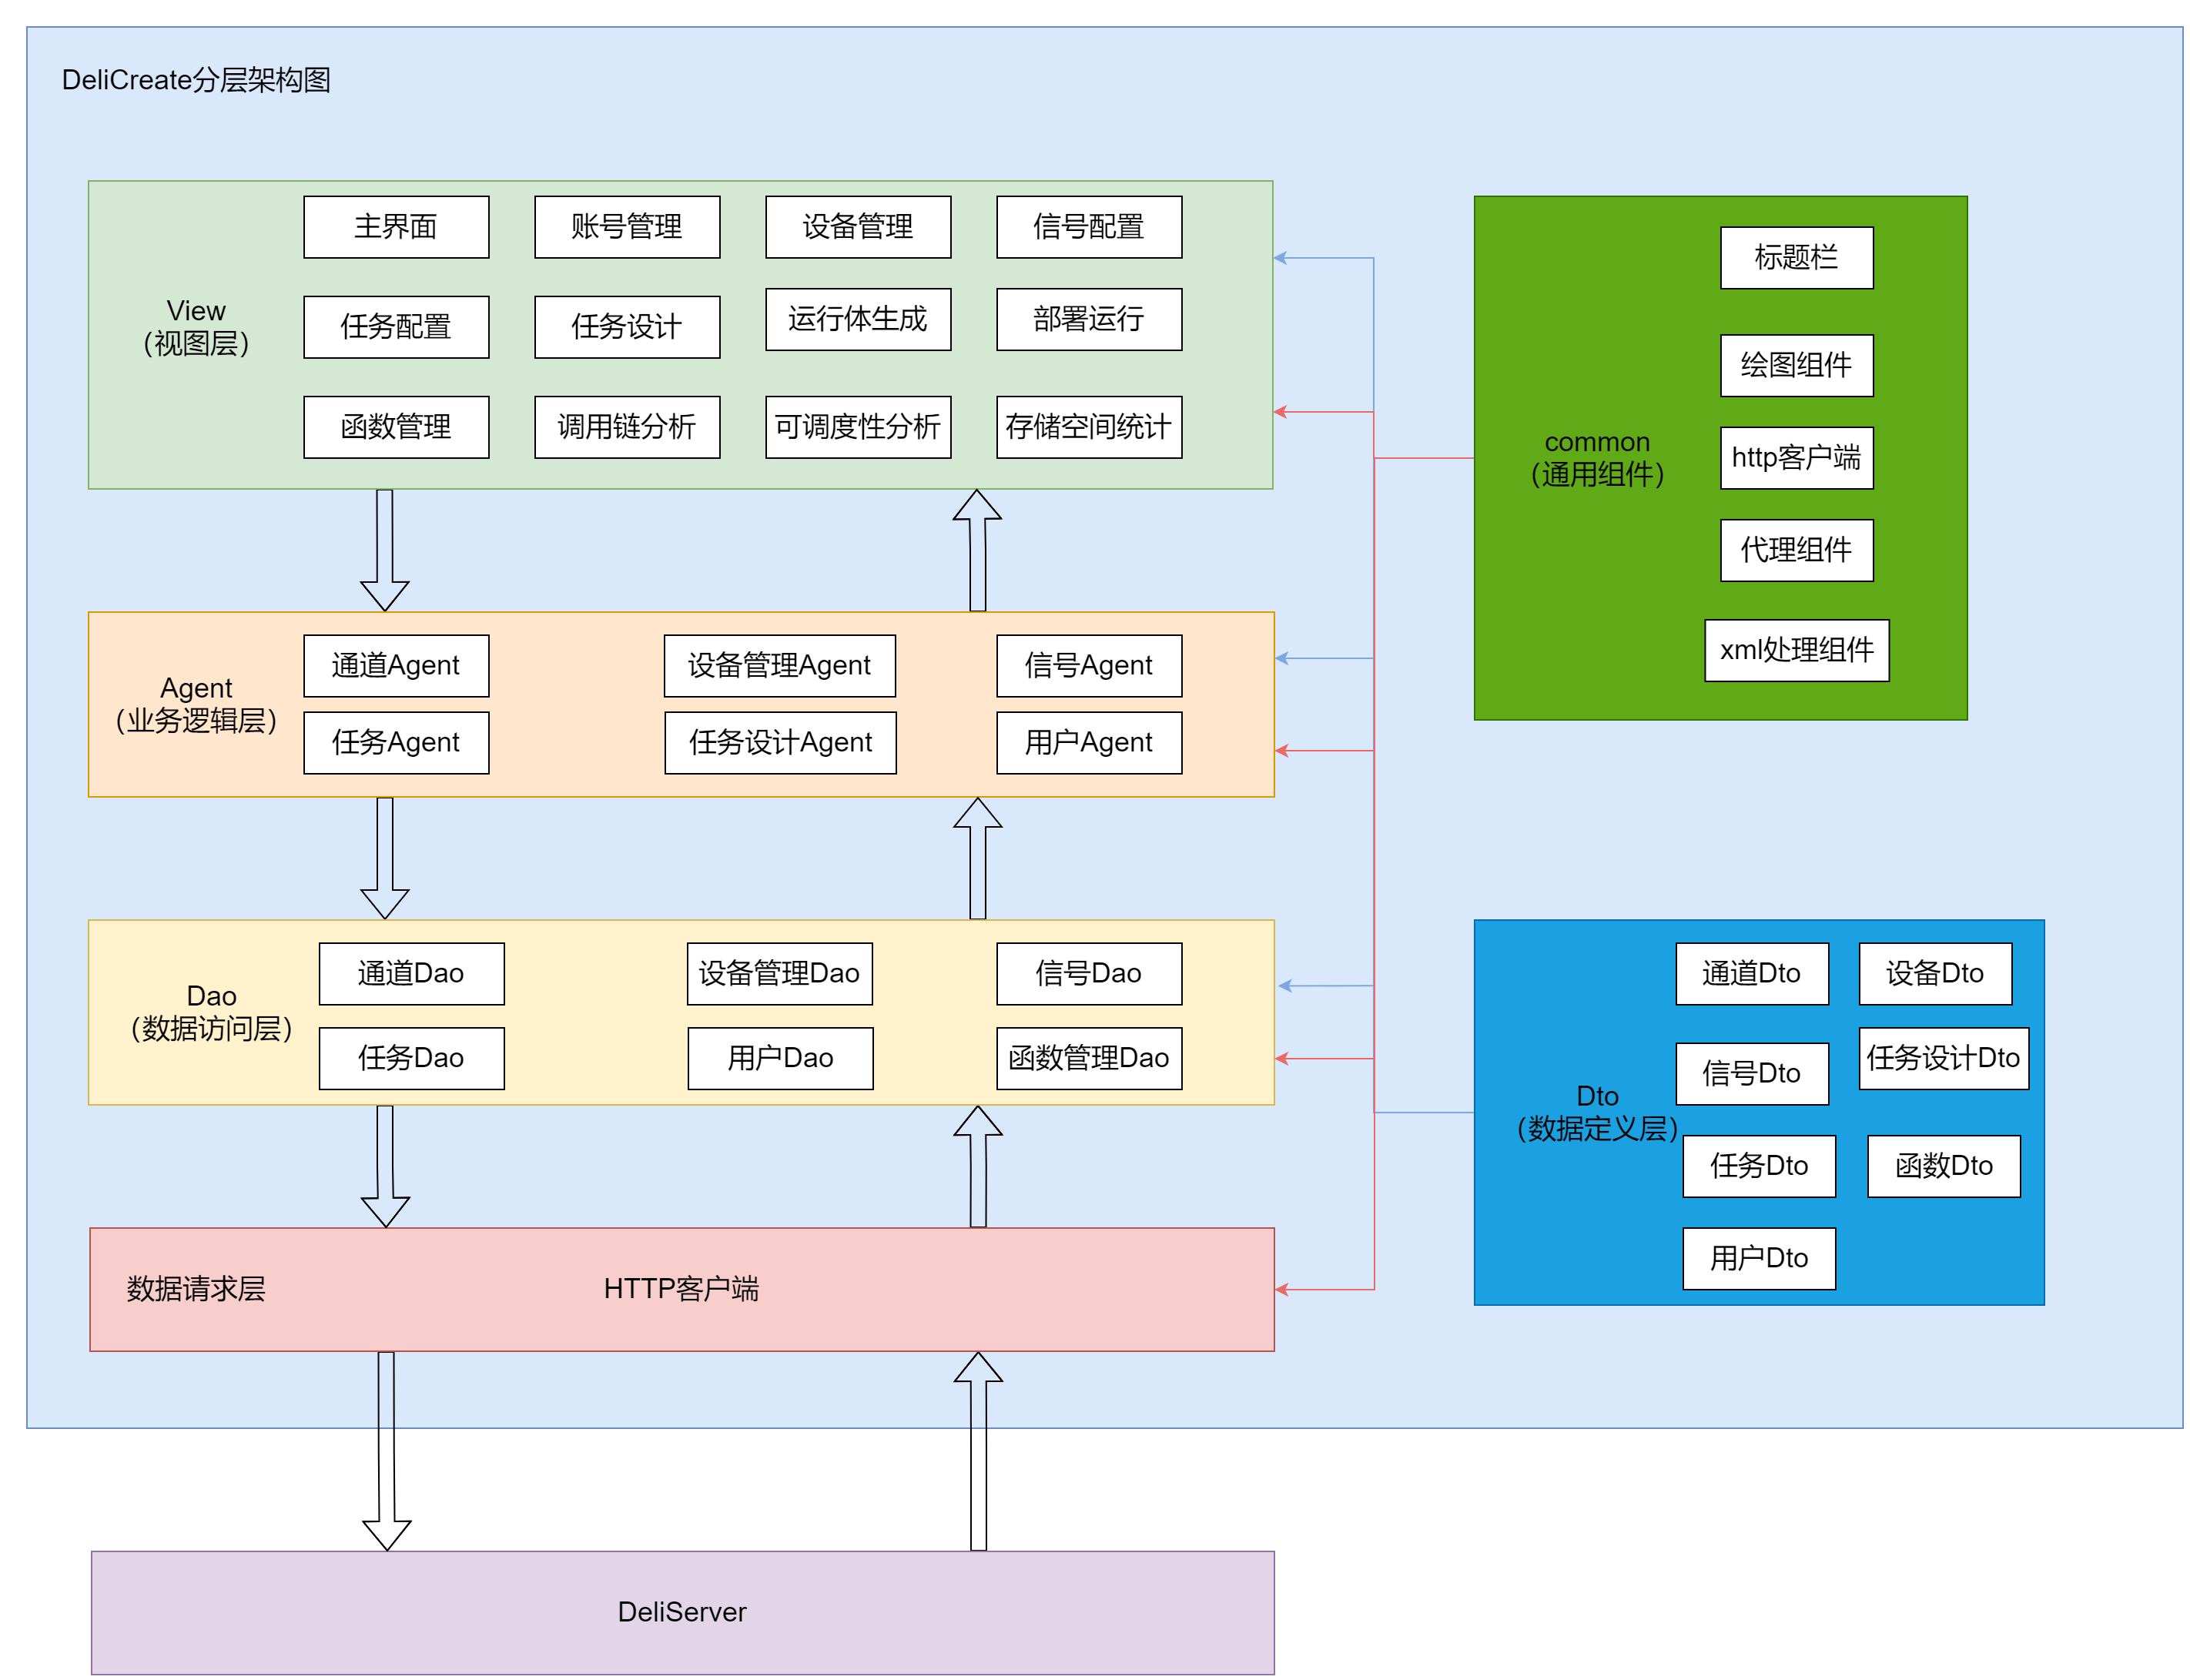 DeliCreate分层架构图
View
（视图层）
主界面
账号管理
设备管理
信号配置
任务配置
任务设计
运行体生成
部署运行
函数管理
调用链分析
可调度性分析
存储空间统计
common
（通用组件）
标题栏
绘图组件
http客户端
代理组件
xml处理组件
Agent
（业务逻辑层）
通道Agent
设备管理Agent
信号Agent
任务Agent
任务设计Agent
用户Agent
Dao
（数据访问层）
通道Dao
设备管理Dao
信号Dao
任务Dao
用户Dao
函数管理Dao
Dto
（数据定义层）
通道Dto
设备Dto
信号Dto
任务设计Dto
任务Dto
函数Dto
用户Dto
数据请求层
HTTP客户端
DeliServer